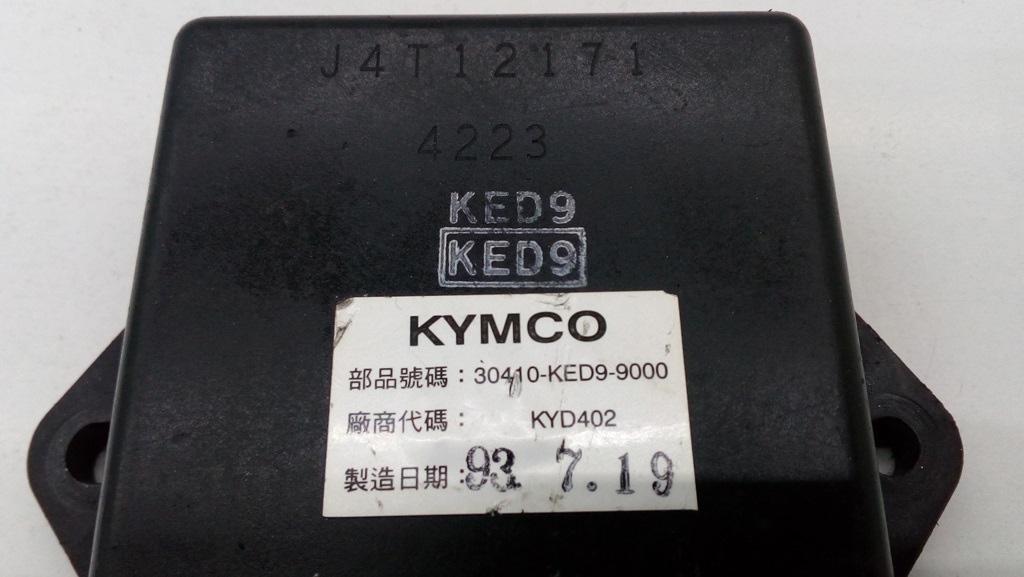 J4T12171
4223
KED9
KED9
KYMCO
部品號碼：30410-KED9-9000
廠商代碼： KYD402
製造日期：93. 7.19